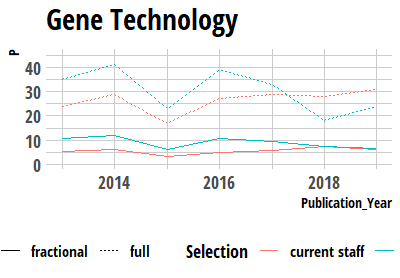 Gene Technology
P
40
30
20
10
0
2014 2016 2018
Publication_Year
fractional full Selection current staff